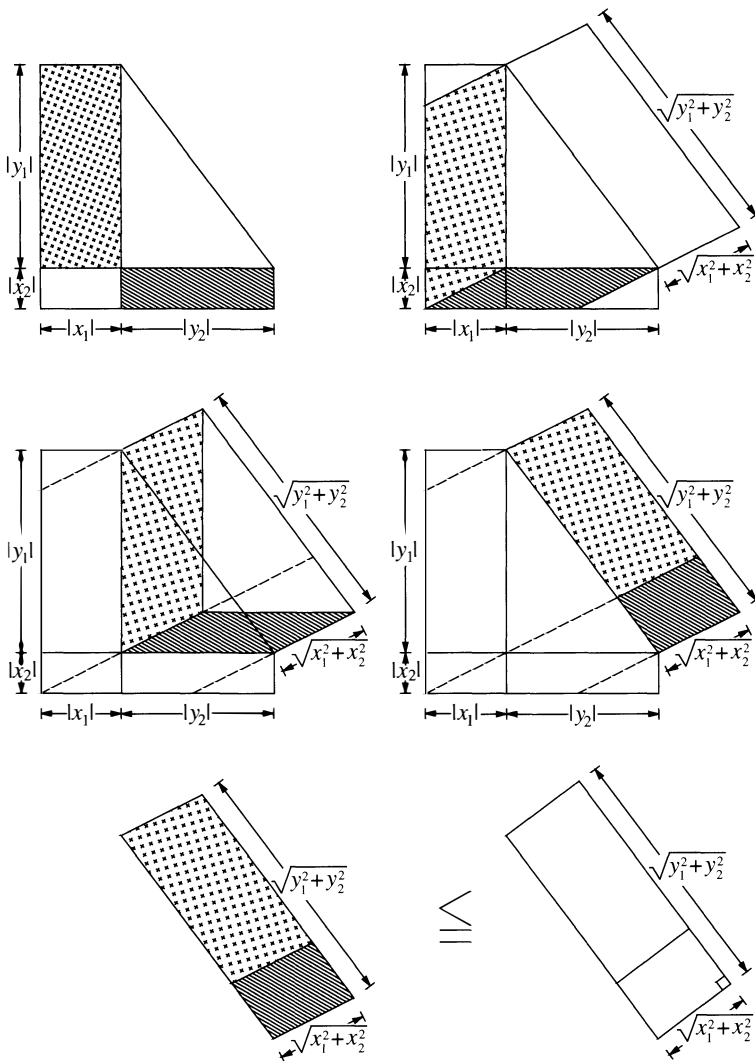 |y₁|
|x₂|
|x₁| |y₂|
√(y₁²+y₂²)
|y₁|
√(x₁²+x₂²)
|x₂|
|x₁| |y₂|
√(y₁²+y₂²)
|y₁|
√(x₁²+x₂²)
|x₂|
|x₁| |y₂|
√(y₁²+y₂²)
|y₁|
√(x₁²+x₂²)
|x₂|
|x₁| |y₂|
√(y₁²+y₂²)
√(x₁²+x₂²)
≦
√(y₁²+y₂²)
√(x₁²+x₂²)